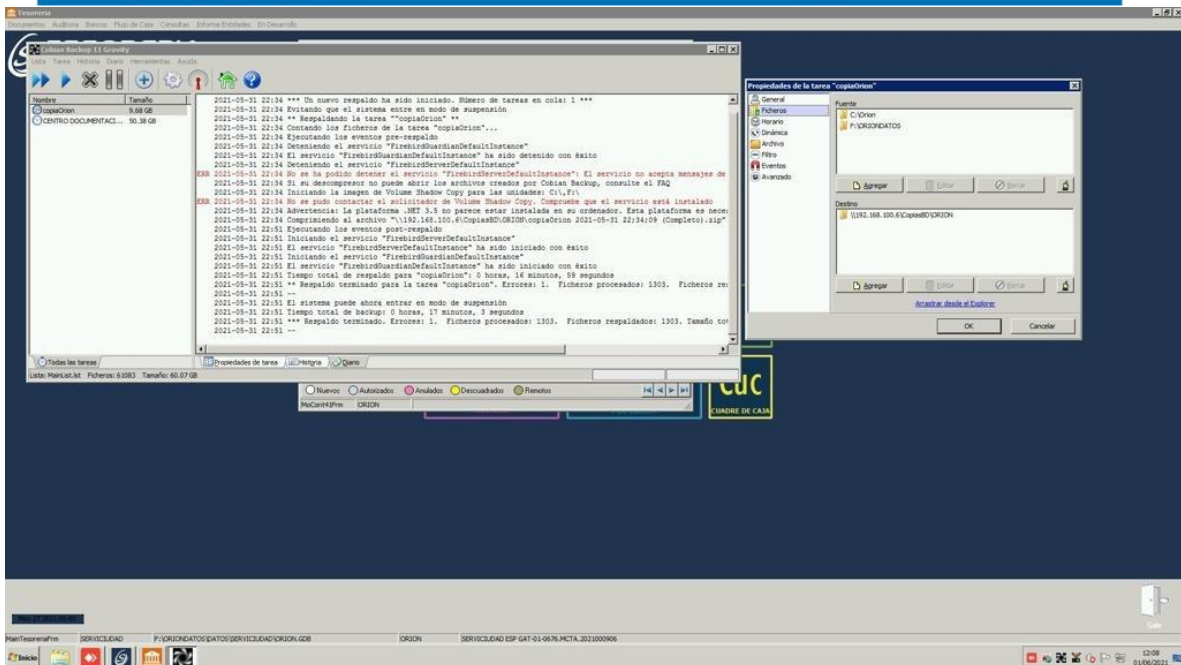 Tesoreria
Documentos Auditoria Bancos Flujo de Caja Consultas Informe Entidades En Desarrollo
Cobian Backup 11 Gravity
Lista Tarea Historia Diario Herramientas Ayuda
Nombre Tamaño
copiaOrion 9.68 GB
CENTRO DOCUMENTACI... 50.38 GB
2021-05-31 22:34 *** Un nuevo respaldo ha sido iniciado. Número de tareas en cola: 1 ***
2021-05-31 22:34 Evitando que el sistema entre en modo de suspensión
2021-05-31 22:34 ** Respaldando la tarea "copiaOrion" **
2021-05-31 22:34 Contando los ficheros de la tarea "copiaOrion"...
2021-05-31 22:34 Ejecutando los eventos pre-respaldo
2021-05-31 22:34 Deteniendo el servicio "FirebirdGuardianDefaultInstance"
2021-05-31 22:34 El servicio "FirebirdGuardianDefaultInstance" ha sido detenido con éxito
2021-05-31 22:34 Deteniendo el servicio "FirebirdServerDefaultInstance"
ERR 2021-05-31 22:34 No se ha podido detener el servicio "FirebirdServerDefaultInstance": El servicio no acepta mensajes de
2021-05-31 22:34 Si su descompresor no puede abrir los archivos creados por Cobian Backup, consulte el FAQ
2021-05-31 22:34 Iniciando la imagen de Volume Shadow Copy para las unidades: C:\,F:\
ERR 2021-05-31 22:34 No se pudo contactar el solicitador de Volume Shadow Copy. Compruebe que el servicio está instalado
2021-05-31 22:34 Advertencia: La plataforma .NET 3.5 no parece estar instalada en su ordenador. Esta plataforma es nece:
2021-05-31 22:34 Comprimiendo al archivo "\\192.168.100.6\CopiasBD\ORION\copiaOrion 2021-05-31 22;34;09 (Completo).zip"
2021-05-31 22:51 Ejecutando los eventos post-respaldo
2021-05-31 22:51 Iniciando el servicio "FirebirdServerDefaultInstance"
2021-05-31 22:51 El servicio "FirebirdServerDefaultInstance" ha sido iniciado con éxito
2021-05-31 22:51 Iniciando el servicio "FirebirdGuardianDefaultInstance"
2021-05-31 22:51 El servicio "FirebirdGuardianDefaultInstance" ha sido iniciado con éxito
2021-05-31 22:51 Tiempo total de respaldo para "copiaOrion": 0 horas, 16 minutos, 59 segundos
2021-05-31 22:51 ** Respaldo terminado para la tarea "copiaOrion". Errores: 1. Ficheros procesados: 1303. Ficheros re:
2021-05-31 22:51 --
2021-05-31 22:51 El sistema puede ahora entrar en modo de suspensión
2021-05-31 22:51 Tiempo total de backup: 0 horas, 17 minutos, 3 segundos
2021-05-31 22:51 *** Respaldo terminado. Errores: 1. Ficheros procesados: 1303. Ficheros respaldados: 1303. Tamaño to
2021-05-31 22:51 --
Todas las tareas
Propiedades de tarea Historia Diario
Lista: MainList.lst Ficheros: 61083 Tamaño: 60.07 GB
Propiedades de la tarea "copiaOrion"
General
Ficheros
Horario
Dinámica
Archivo
Filtro
Eventos
Avanzado
Fuente
C:\Orion
F:\ORIONDATOS
Agregar Editar Borrar
Destino
\\192.168.100.6\CopiasBD\ORION
Agregar Editar Borrar
Arrastrar desde el Explorer
OK Cancelar
Nuevos Autorizados Anulados Descuadrados Remotos
MoCont41Frm ORION
CUC
CUADRE DE CAJA
Salir
MainTesoreriaFrm SERVICIUDAD F:\ORIONDATOS\DATOS\SERVICIUDAD\ORION.GDB ORION SERVICIUDAD ESP GAT-01-0676.MCTA.2021000906
Inicio
12:08
01/06/2021